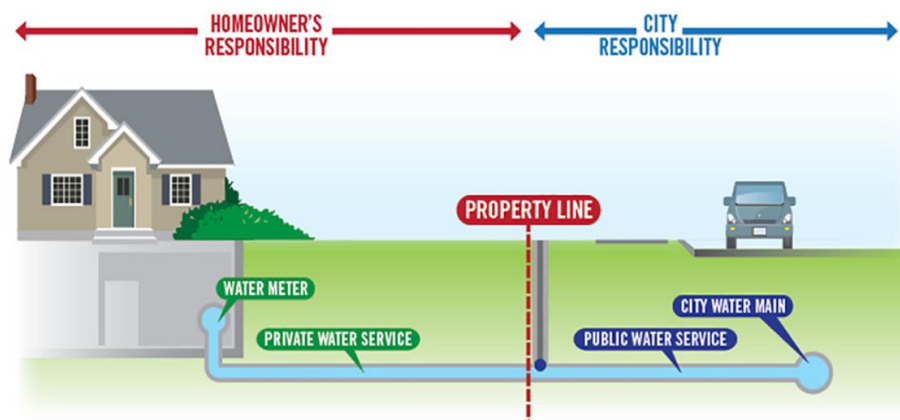 HOMEOWNER'S
RESPONSIBILITY
CITY
RESPONSIBILITY
PROPERTY LINE
WATER METER
CITY WATER MAIN
PRIVATE WATER SERVICE
PUBLIC WATER SERVICE